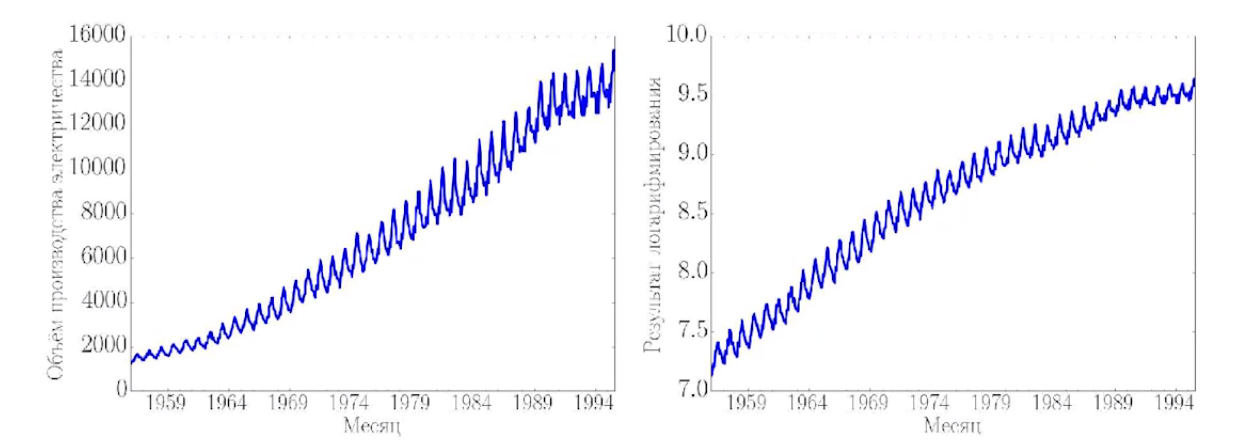 Объём производства электричества
16000
14000
12000
10000
8000
6000
4000
2000
0
1959 1964 1969 1974 1979 1984 1989 1994
Месяц
Результат логарифмирования
10.0
9.5
9.0
8.5
8.0
7.5
7.0
1959 1964 1969 1974 1979 1984 1989 1994
Месяц